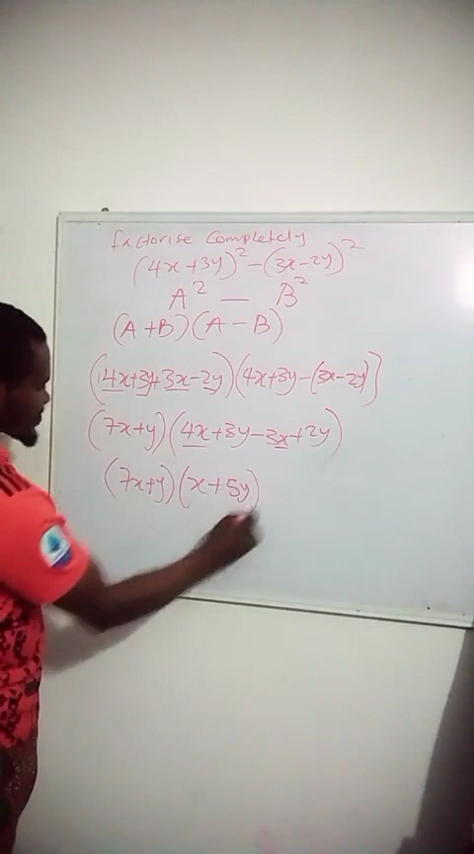 factorise Completely
(4x+3y)² - (3x-2y)²
A² - B²
(A+B)(A-B)
(4x+3y+3x-2y)(4x+3y-(3x-2y)]
(7x+y)(4x+3y-3x+2y)
(7x+y)(x+5y)